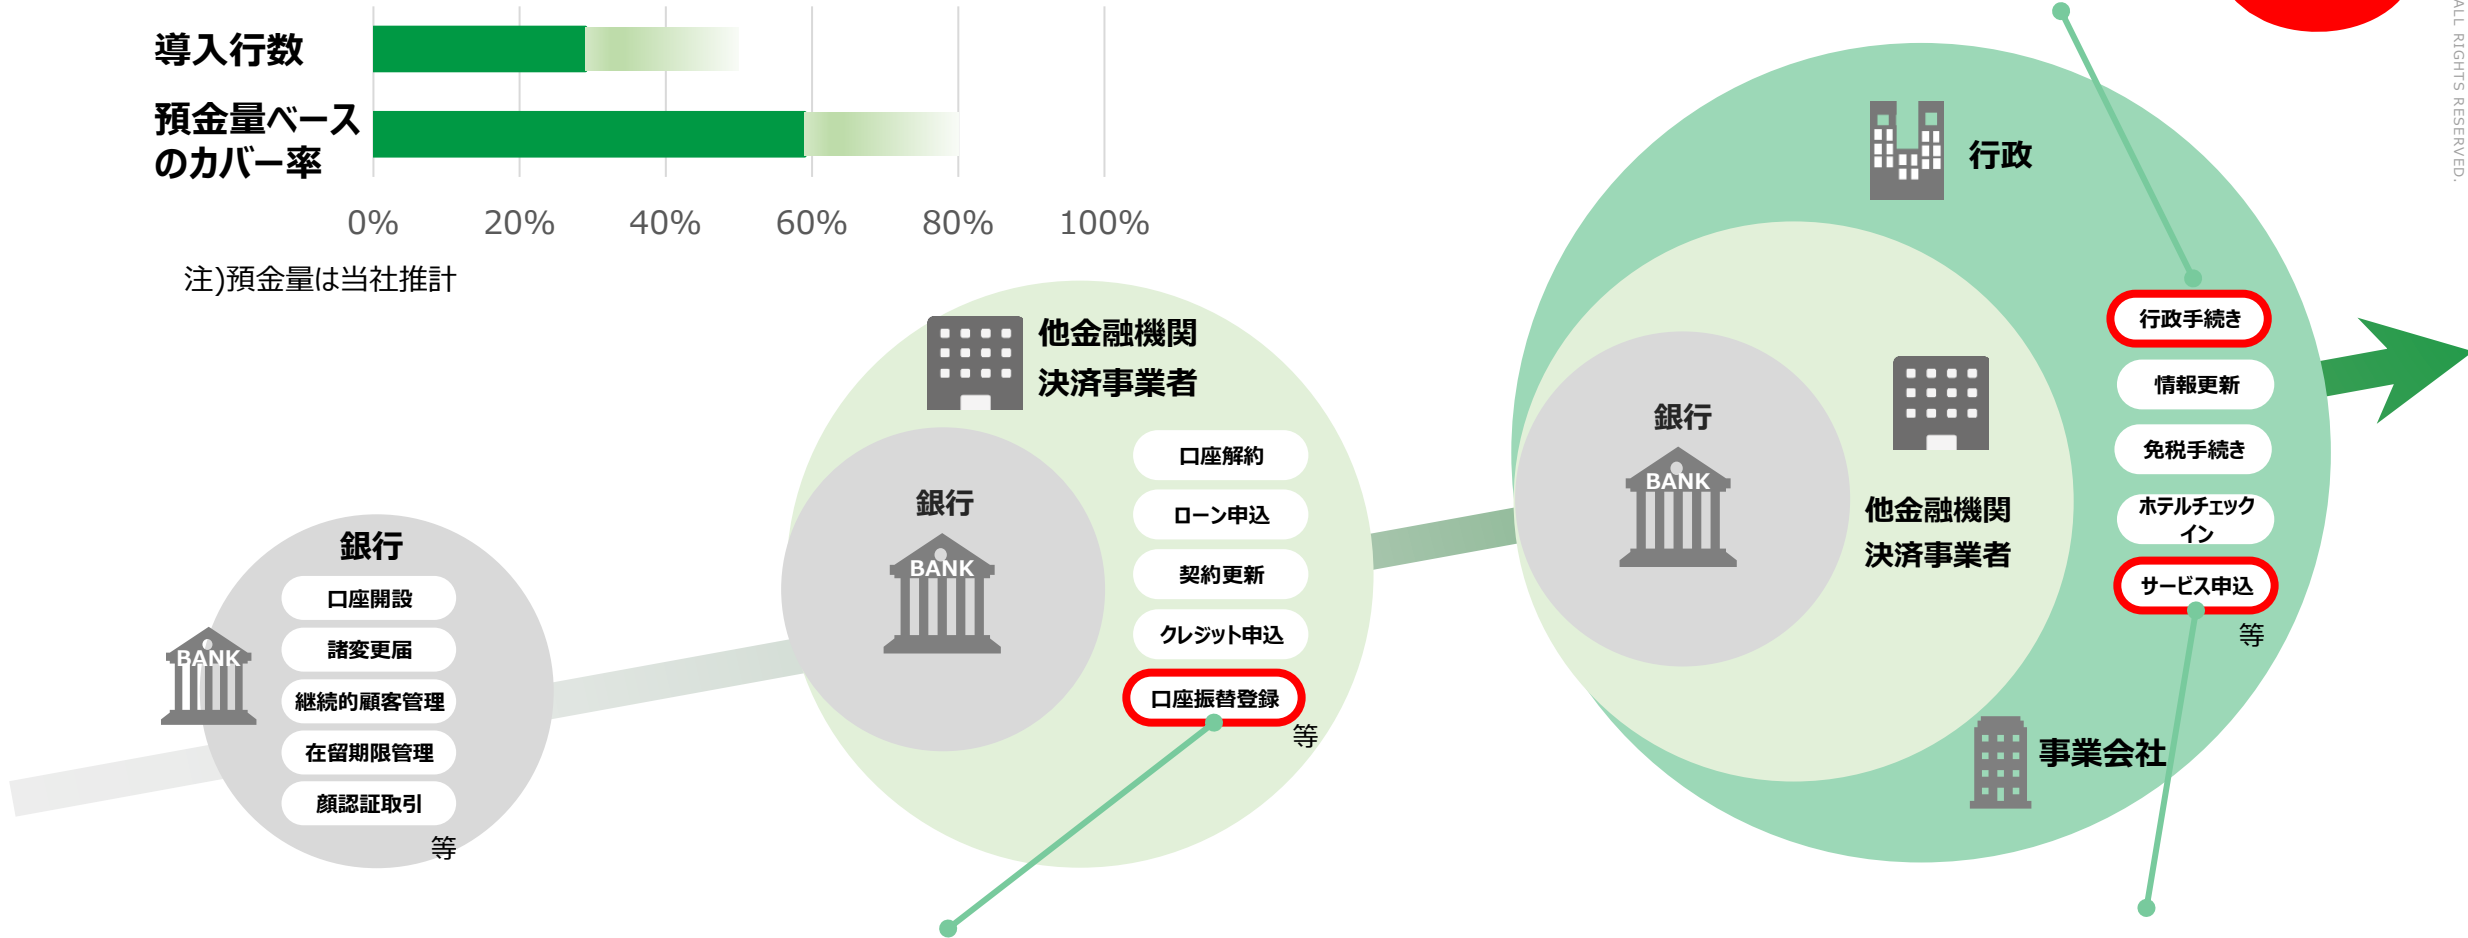 導入行数
預金量ベース
のカバー率
0% 20% 40% 60% 80% 100%
注)預金量は当社推計
銀行
BANK
口座開設
諸変更届
継続的顧客管理
在留期限管理
顔認証取引
等
他金融機関
決済事業者
銀行
BANK
口座解約
ローン申込
契約更新
クレジット申込
口座振替登録
等
行政
銀行
BANK
他金融機関
決済事業者
行政手続き
情報更新
免税手続き
ホテルチェック
イン
サービス申込
等
事業会社
ALL RIGHTS RESERVED.